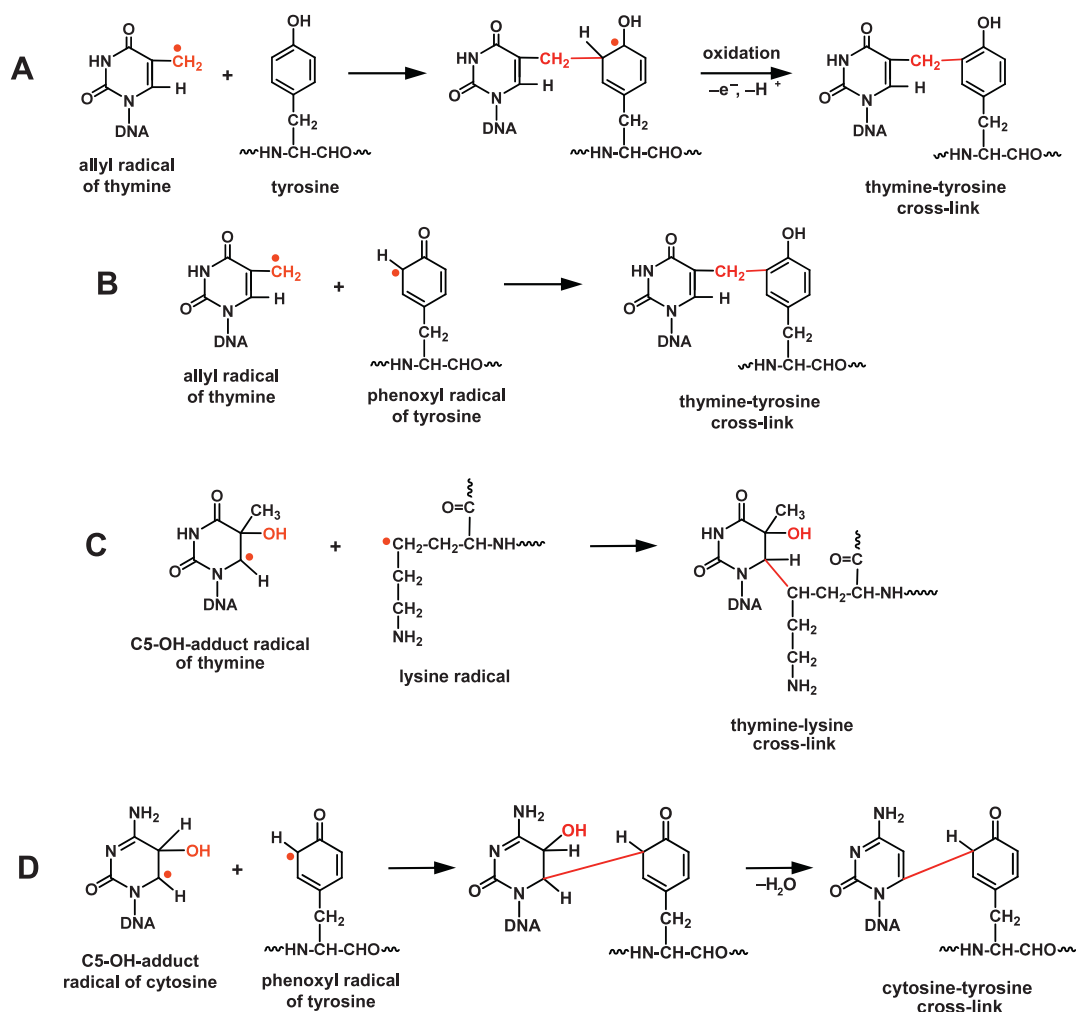 A
O
HN
O
N
DNA
•
CH₂
H
allyl radical
of thymine
+
OH
CH₂
HN-CH-CHO
tyrosine
O
HN
O
N
DNA
CH₂
H
H
OH
•
CH₂
HN-CH-CHO
oxidation
–e–, –H +
O
HN
O
N
DNA
CH₂
H
OH
CH₂
HN-CH-CHO
thymine-tyrosine
cross-link
B
O
HN
O
N
DNA
•
CH₂
H
allyl radical
of thymine
+
O
H
•
CH₂
HN-CH-CHO
phenoxyl radical
of tyrosine
O
HN
O
N
DNA
CH₂
H
OH
CH₂
HN-CH-CHO
thymine-tyrosine
cross-link
C
O
HN
O
N
DNA
CH₃
OH
•
H
C5-OH-adduct radical
of thymine
+
O=C
•CH-CH₂CH-NH
CH₂
CH₂
NH₂
lysine radical
O
HN
O
N
DNA
CH₃
OH
H
O=C
CH-CH₂-CH-NH
CH₂
CH₂
NH₂
thymine-lysine
cross-link
D
NH₂
N
O
N
DNA
H
OH
•
H
C5-OH-adduct
radical of cytosine
+
O
H
•
CH₂
HN-CH-CHO
phenoxyl radical
of tyrosine
NH₂
N
O
N
DNA
OH
H
H
H
O
CH₂
HN-CH-CHO
–H₂O
NH₂
N
O
N
DNA
H
O
CH₂
HN-CH-CHO
cytosine-tyrosine
cross-link